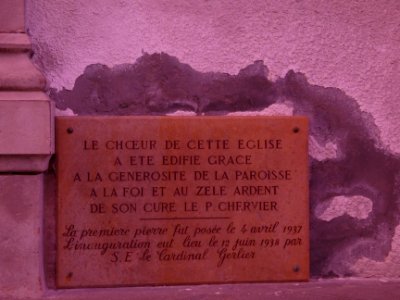 LE CHŒUR DE CETTE EGLISE
A ETE EDIFIE GRACE
A LA GENEROSITE DE LA PAROISSE
A LA FOI ET AU ZELE ARDENT
DE SON CURE LE P. CHERVIER
La premiere pierre fut posée le 4 avril 1937
L'inauguration eut lieu le 12 juin 1938 par
S.E le Cardinal Gerlier